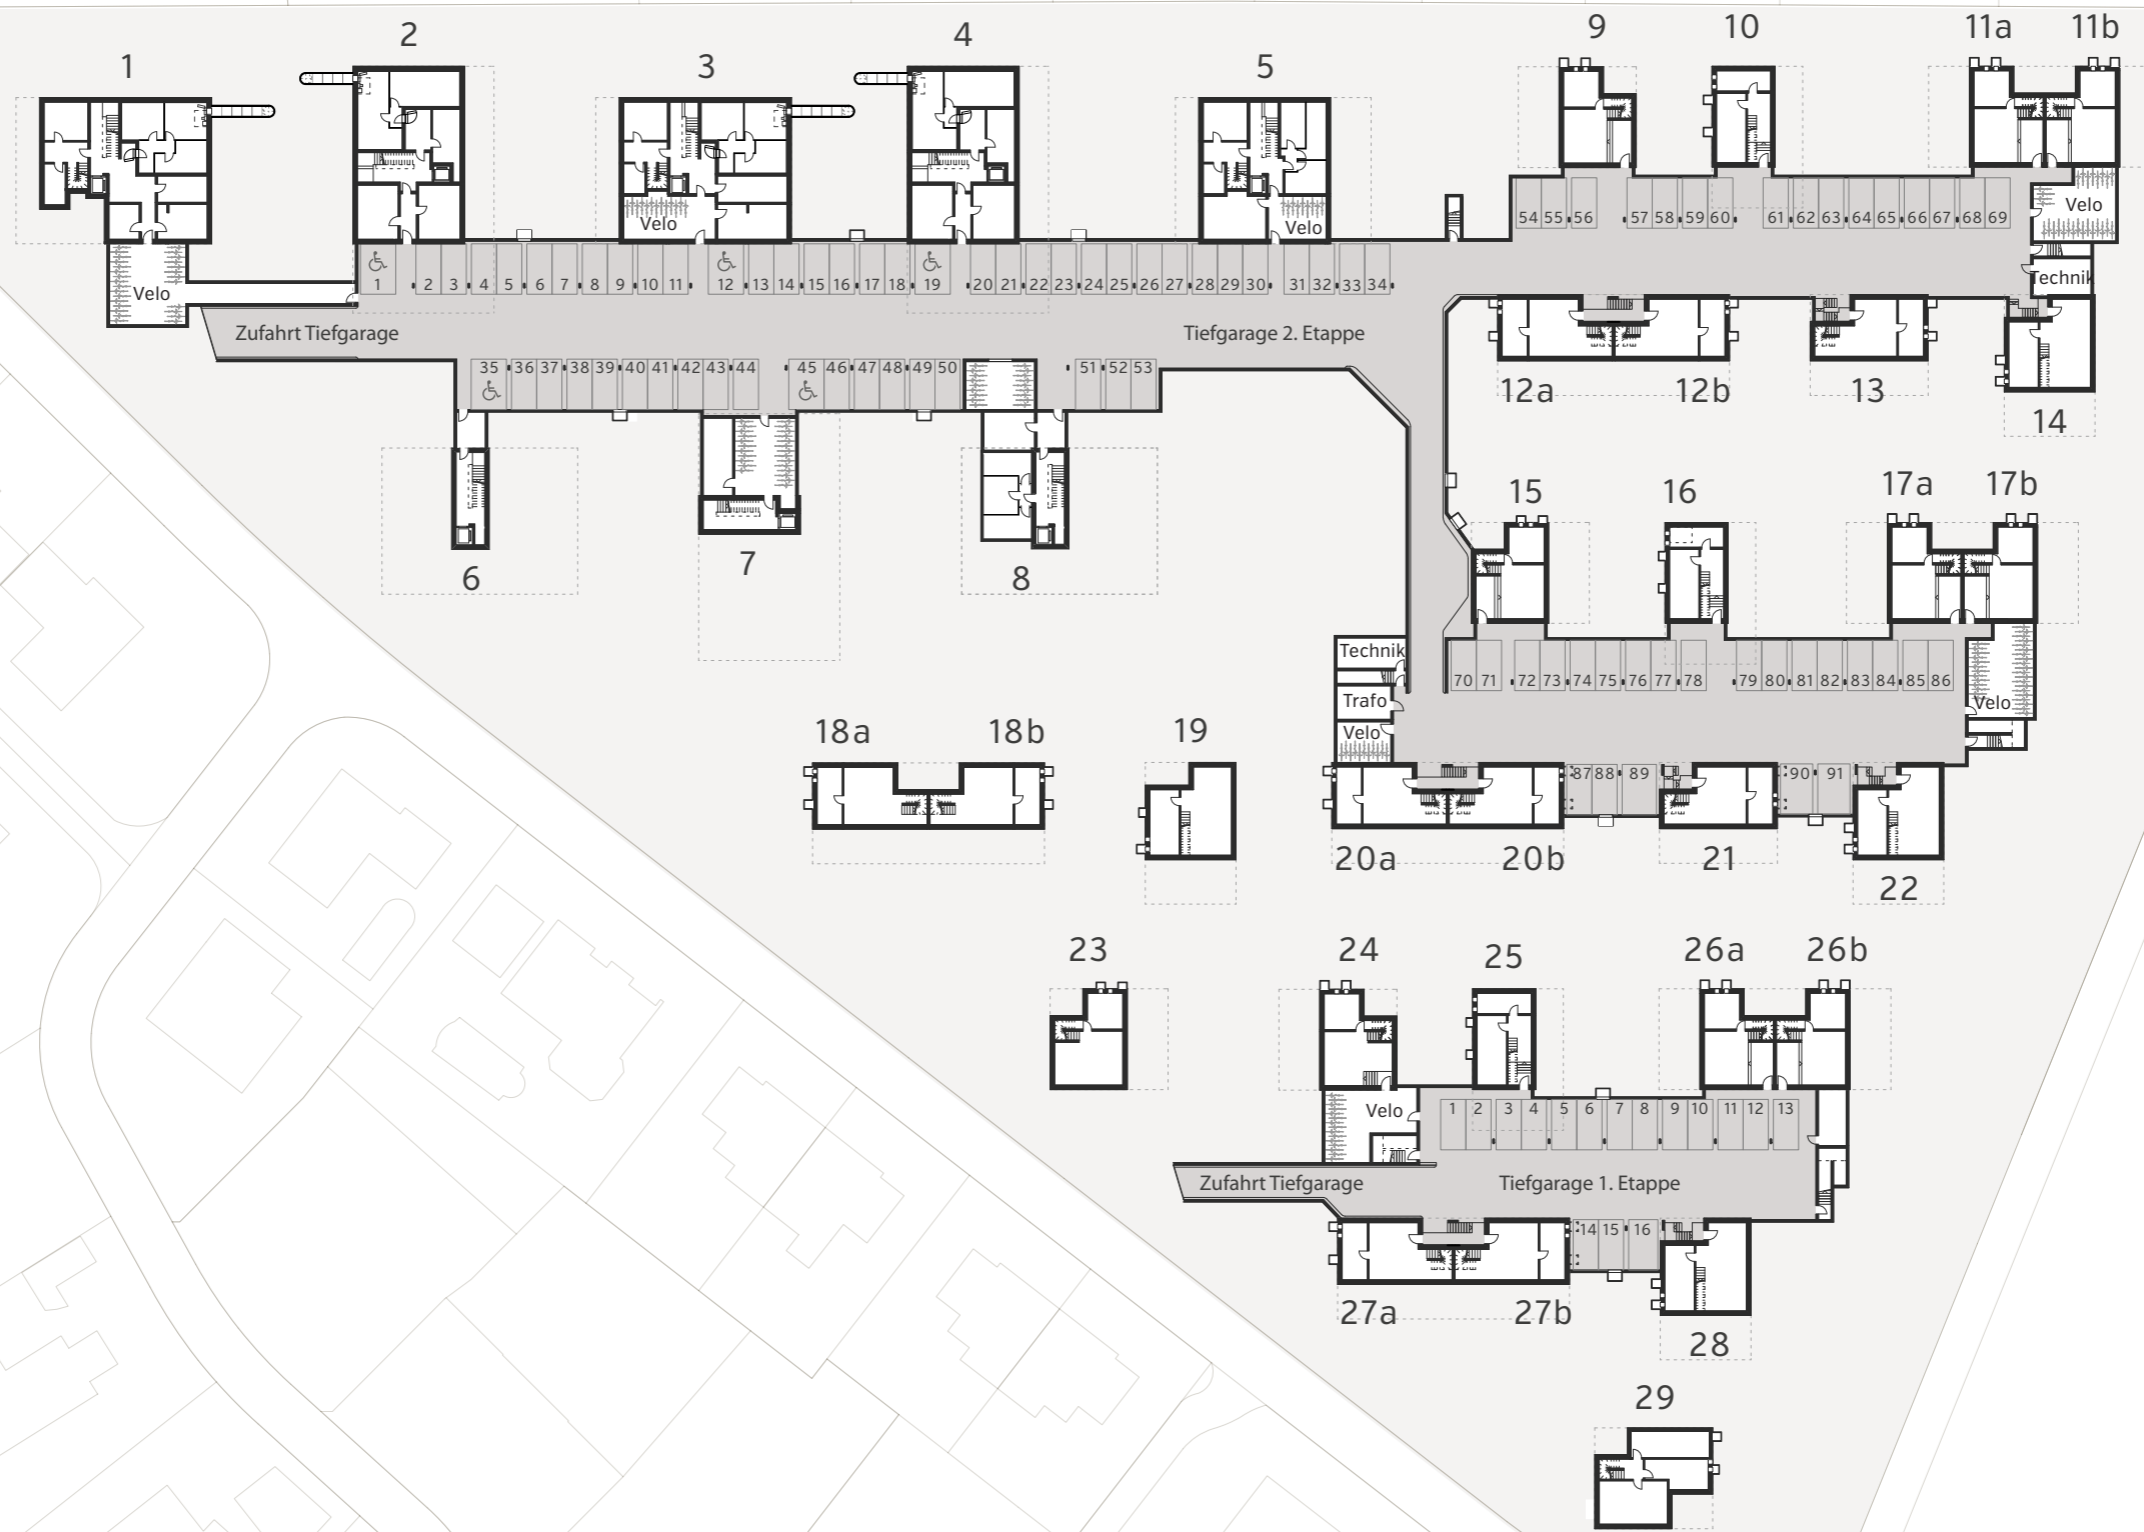 1 2 3 4 5 9 10 11a 11b
Velo Velo
54 55 56 57 58 59 60 61 62 63 64 65 66 67 68 69
Velo
Velo
Technik
1 2 3 4 5 6 7 8 9 10 11 12 13 14 15 16 17 18 19 20 21 22 23 24 25 26 27 28 29 30 31 32 33 34
Zufahrt Tiefgarage Tiefgarage 2. Etappe
35 36 37 38 39 40 41 42 43 44 45 46 47 48 49 50 51 52 53
12a 12b 13 14
6 7 8
15 16 17a 17b
Technik
70 71 72 73 74 75 76 77 78 79 80 81 82 83 84 85 86
Trafo
Velo
Velo
18a 18b 19
87 88 89 90 91
20a 20b 21 22
23 24 25 26a 26b
Velo
1 2 3 4 5 6 7 8 9 10 11 12 13
Zufahrt Tiefgarage Tiefgarage 1. Etappe
14 15 16
27a 27b 28
29